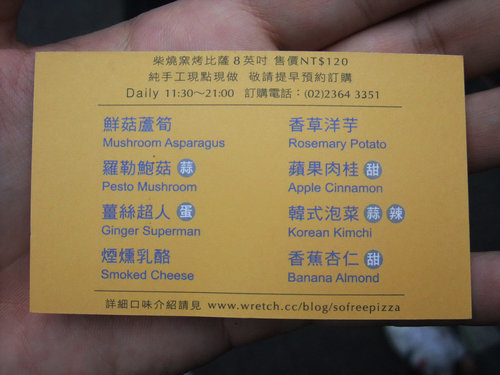 柴燒窯烤比薩 8 英吋 售價NT$120
純手工現點現做 敬請提早預約訂購
Daily 11:30～21:00 訂購電話：(02)2364 3351
鮮菇蘆筍
Mushroom Asparagus
羅勒鮑菇 蒜
Pesto Mushroom
薑絲超人 蛋
Ginger Superman
煙燻乳酪
Smoked Cheese
香草洋芋
Rosemary Potato
蘋果肉桂 甜
Apple Cinnamon
韓式泡菜 蒜 辣
Korean Kimchi
香蕉杏仁 甜
Banana Almond
詳細口味介紹請見 www.wretch.cc/blog/sofreepizza